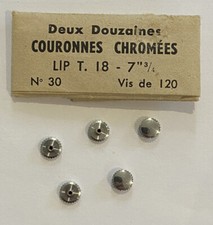 Deux Douzaines
COURONNES CHROMÉES
LIP T. 18 - 7''' 3/4
N° 30 Vis de 120